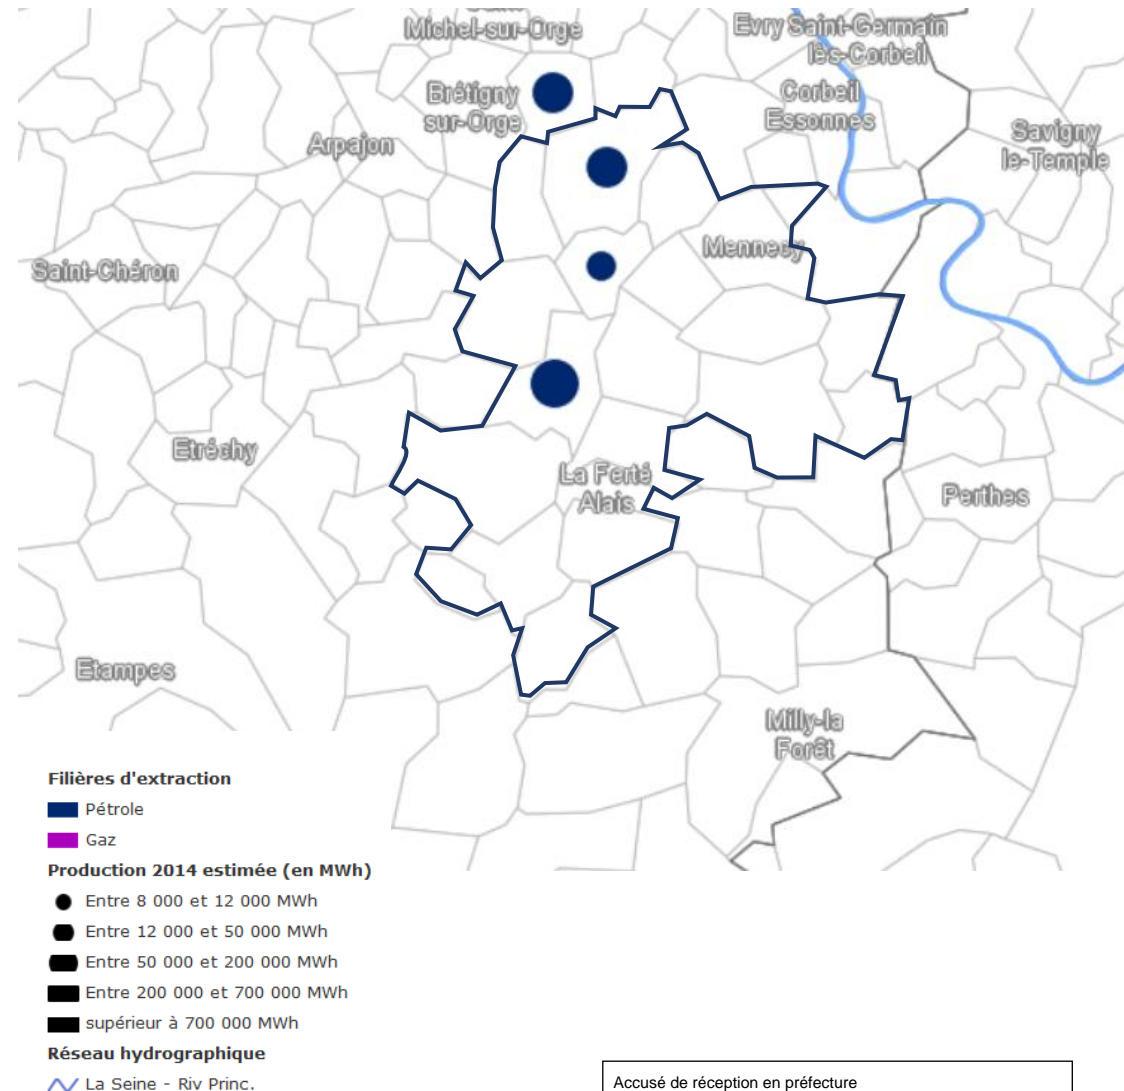 Michel-sur-Orge
Evry Saint-Germain
lès-Corbeil
Brétigny
sur-Orge
Corbeil
Essonnes
Arpajon
Savigny
le-Temple
Mennecy
Saint-Chéron
Etréchy
La Ferté
Alais
Perthes
Etampes
Milly-la
Forêt
Filières d'extraction
Pétrole
Gaz
Production 2014 estimée (en MWh)
Entre 8 000 et 12 000 MWh
Entre 12 000 et 50 000 MWh
Entre 50 000 et 200 000 MWh
Entre 200 000 et 700 000 MWh
supérieur à 700 000 MWh
Réseau hydrographique
La Seine - Riv Princ.
Accusé de réception en préfecture